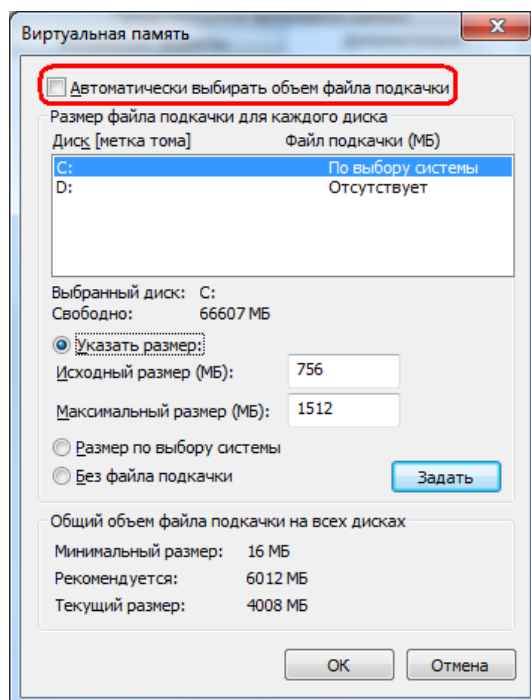 Виртуальная память
Автоматически выбирать объем файла подкачки
Размер файла подкачки для каждого диска
Диск [метка тома] Файл подкачки (МБ)
C: По выбору системы
D: Отсутствует
Выбранный диск: C:
Свободно: 66607 МБ
Указать размер:
Исходный размер (МБ): 756
Максимальный размер (МБ): 1512
Размер по выбору системы
Без файла подкачки
Задать
Общий объем файла подкачки на всех дисках
Минимальный размер: 16 МБ
Рекомендуется: 6012 МБ
Текущий размер: 4008 МБ
ОК Отмена